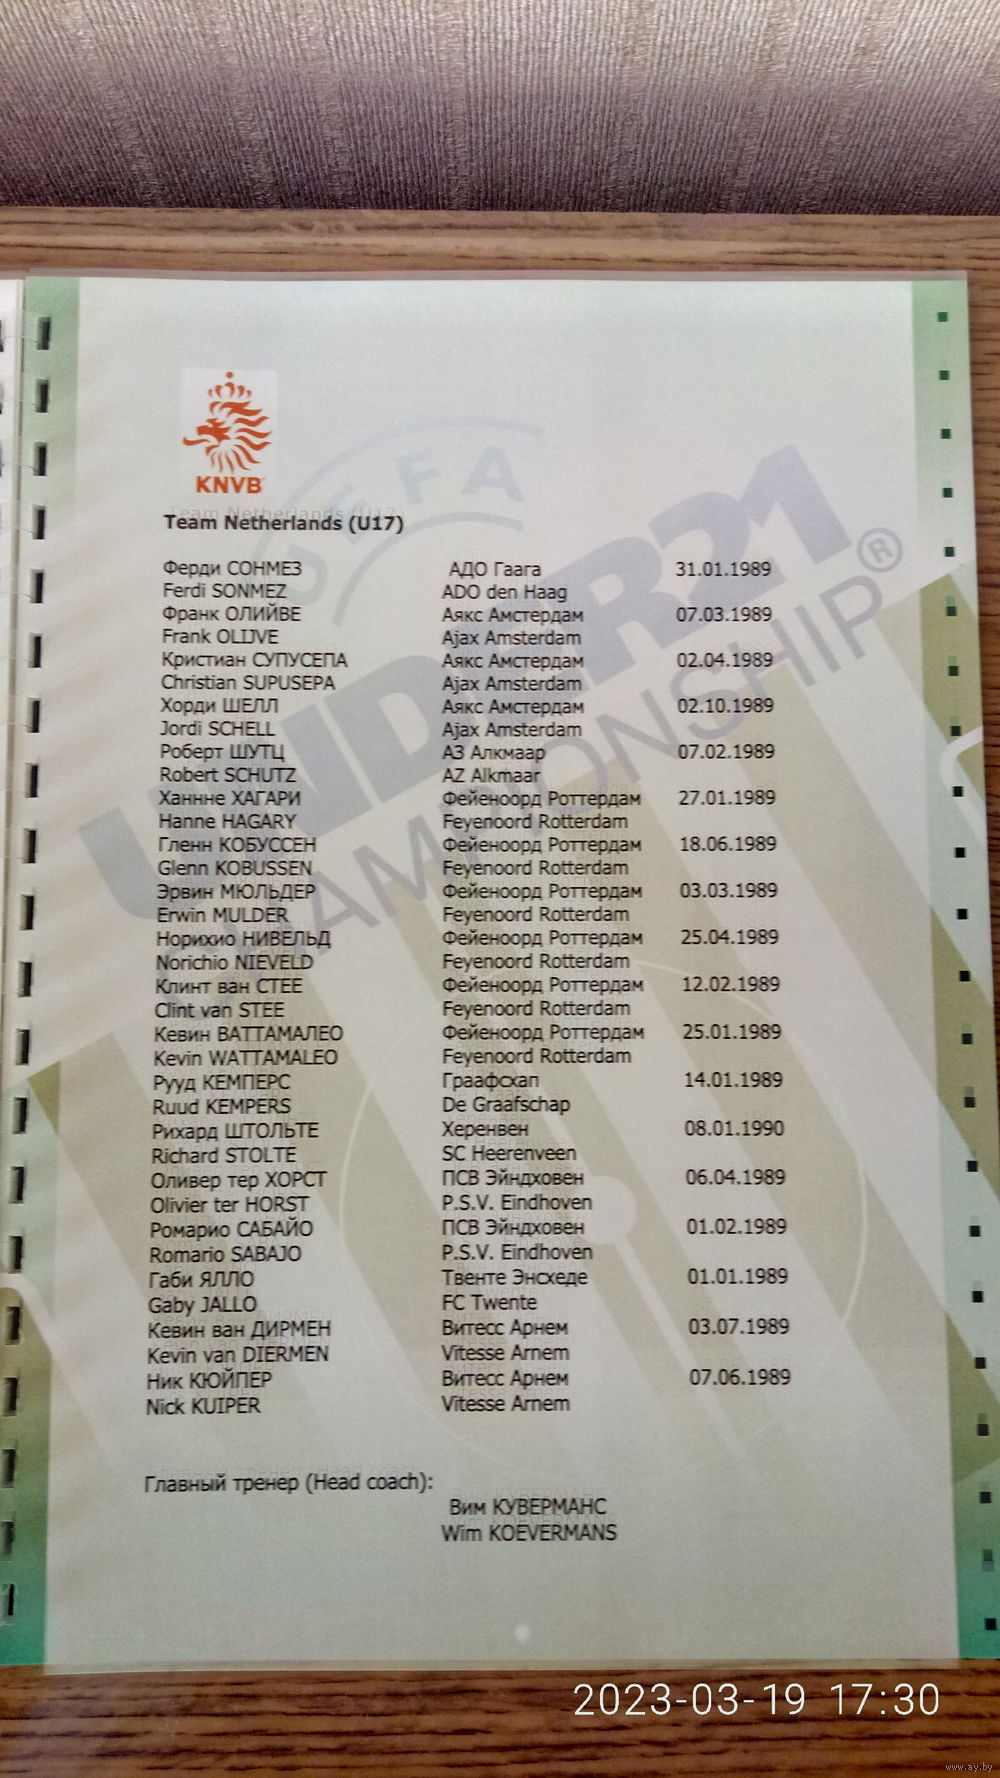 KNVB
Team Netherlands (U17)
UEFA
UNDER21
CHAMPIONSHIP®
Ферди СОНМЕЗ АДО Гаага 31.01.1989
Ferdi SONMEZ ADO den Haag
Франк ОЛИЙВЕ Аякс Амстердам 07.03.1989
Frank OLIJVE Ajax Amsterdam
Кристиан СУПУСЕПА Аякс Амстердам 02.04.1989
Christian SUPUSEPA Ajax Amsterdam
Хорди ШЕЛЛ Аякс Амстердам 02.10.1989
Jordi SCHELL Ajax Amsterdam
Роберт ШУТЦ АЗ Алкмаар 07.02.1989
Robert SCHUTZ AZ Alkmaar
Ханнне ХАГАРИ Фейеноорд Роттердам 27.01.1989
Hanne HAGARY Feyenoord Rotterdam
Гленн КОБУССЕН Фейеноорд Роттердам 18.06.1989
Glenn KOBUSSEN Feyenoord Rotterdam
Эрвин МЮЛЬДЕР Фейеноорд Роттердам 03.03.1989
Erwin MULDER Feyenoord Rotterdam
Норихио НИВЕЛЬД Фейеноорд Роттердам 25.04.1989
Norichio NIEVELD Feyenoord Rotterdam
Клинт ван СТЕЕ Фейеноорд Роттердам 12.02.1989
Clint van STEE Feyenoord Rotterdam
Кевин ВАТТАМАЛЕО Фейеноорд Роттердам 25.01.1989
Kevin WATTAMALEO Feyenoord Rotterdam
Рууд КЕМПЕРС Граафсхап 14.01.1989
Ruud KEMPERS De Graafschap
Рихард ШТОЛЬТЕ Херенвен 08.01.1990
Richard STOLTE SC Heerenveen
Оливер тер ХОРСТ ПСВ Эйндховен 06.04.1989
Olivier ter HORST P.S.V. Eindhoven
Ромарио САБАЙО ПСВ Эйндховен 01.02.1989
Romario SABAJO P.S.V. Eindhoven
Габи ЯЛЛО Твенте Энсхеде 01.01.1989
Gaby JALLO FC Twente
Кевин ван ДИРМЕН Витесс Арнем 03.07.1989
Kevin van DIERMEN Vitesse Arnem
Ник КЮЙПЕР Витесс Арнем 07.06.1989
Nick KUIPER Vitesse Arnem
Главный тренер (Head coach):
Вим КУВЕРМАНС
Wim KOEVERMANS
2023-03-19 17:30
www.ay.by